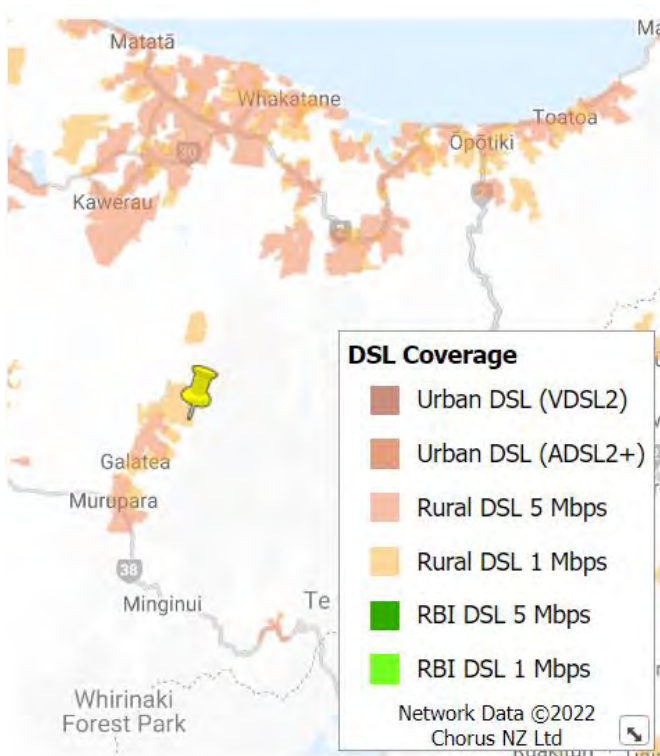 Matatā
Ma
Whakatane
Toatoa
Ōpōtiki
30
Kawerau
2
2
DSL Coverage
Urban DSL (VDSL2)
Urban DSL (ADSL2+)
Rural DSL 5 Mbps
Galatea
Murupara
Rural DSL 1 Mbps
38
RBI DSL 5 Mbps
Minginui
Te
RBI DSL 1 Mbps
Whirinaki
Forest Park
Network Data ©2022
Chorus NZ Ltd